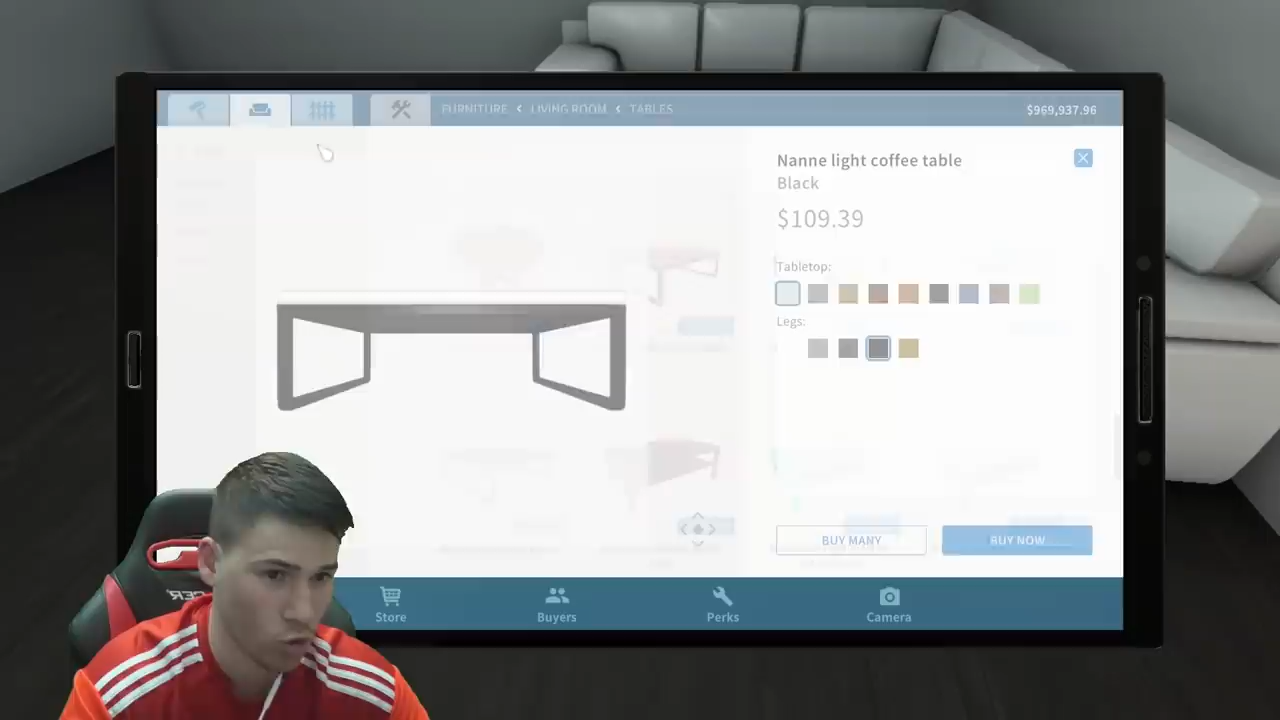 FURNITURE < LIVING ROOM < TABLES
$969,937.96
Nanne light coffee table
Black
$109.39
Tabletop:
Legs:
BUY MANY
BUY NOW
Store
Buyers
Perks
Camera